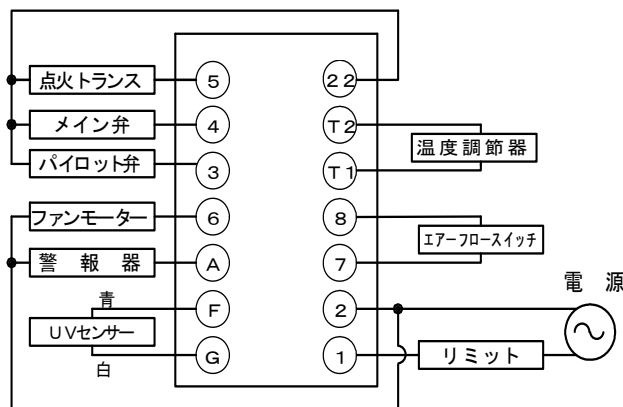 点火トランス 5 22
メイン弁 4 T2
温度調節器
パイロット弁 3 T1
ファンモーター 6 8
エアーフロースイッチ
警報器 A 7
電源
青
UVセンサー F 2
白
G 1 リミット